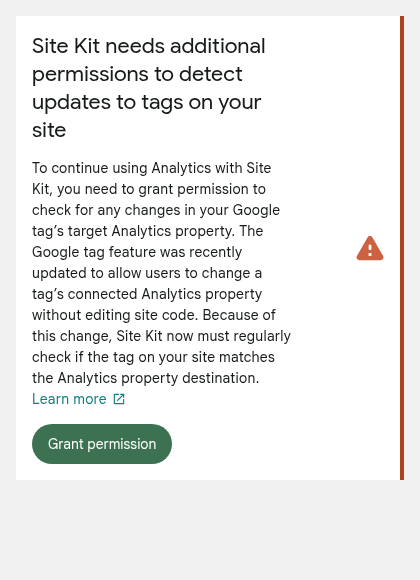 Site Kit needs additional
permissions to detect
updates to tags on your
site
To continue using Analytics with Site
Kit, you need to grant permission to
check for any changes in your Google
tag’s target Analytics property. The
Google tag feature was recently
updated to allow users to change a
tag’s connected Analytics property
without editing site code. Because of
this change, Site Kit now must regularly
check if the tag on your site matches
the Analytics property destination.
Learn more
Grant permission